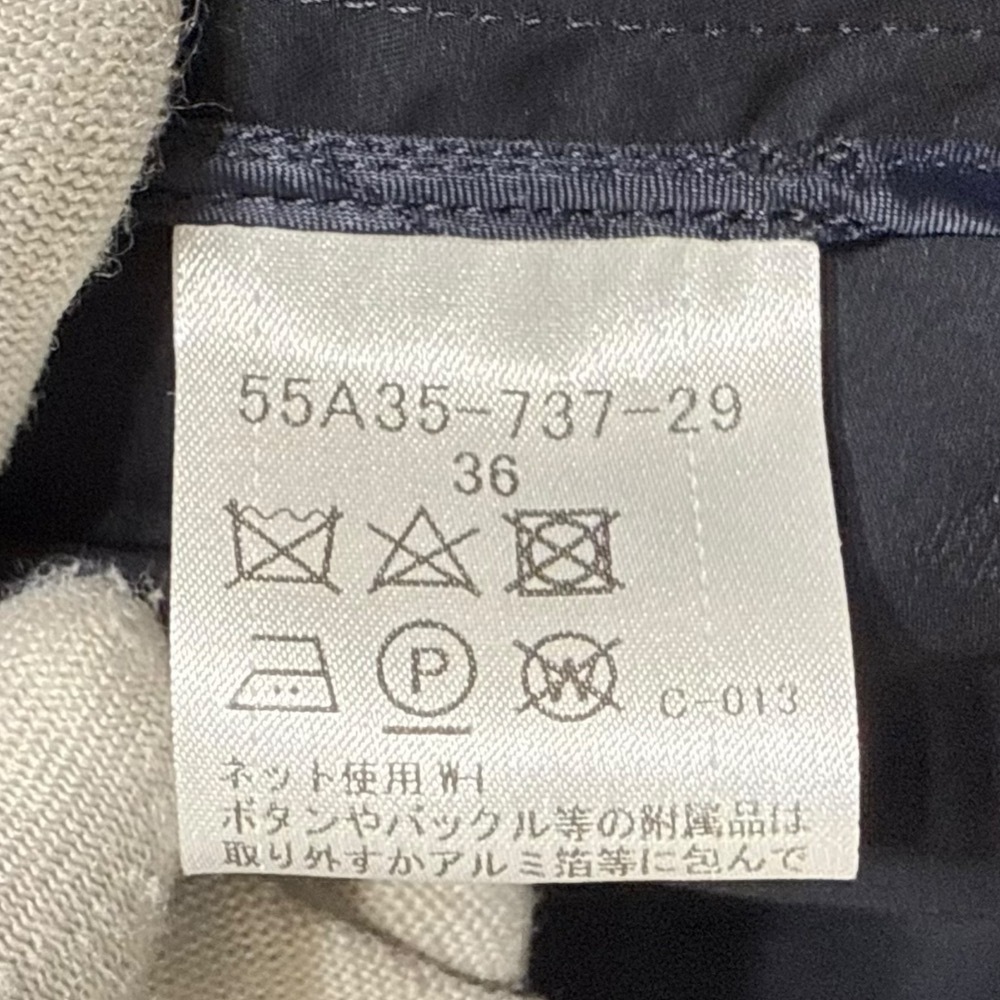 55A35-737-29
36
P W C-013
ネット使用 W-I
ボタンやバックル等の附属品は
取り外すかアルミ箔等に包んで